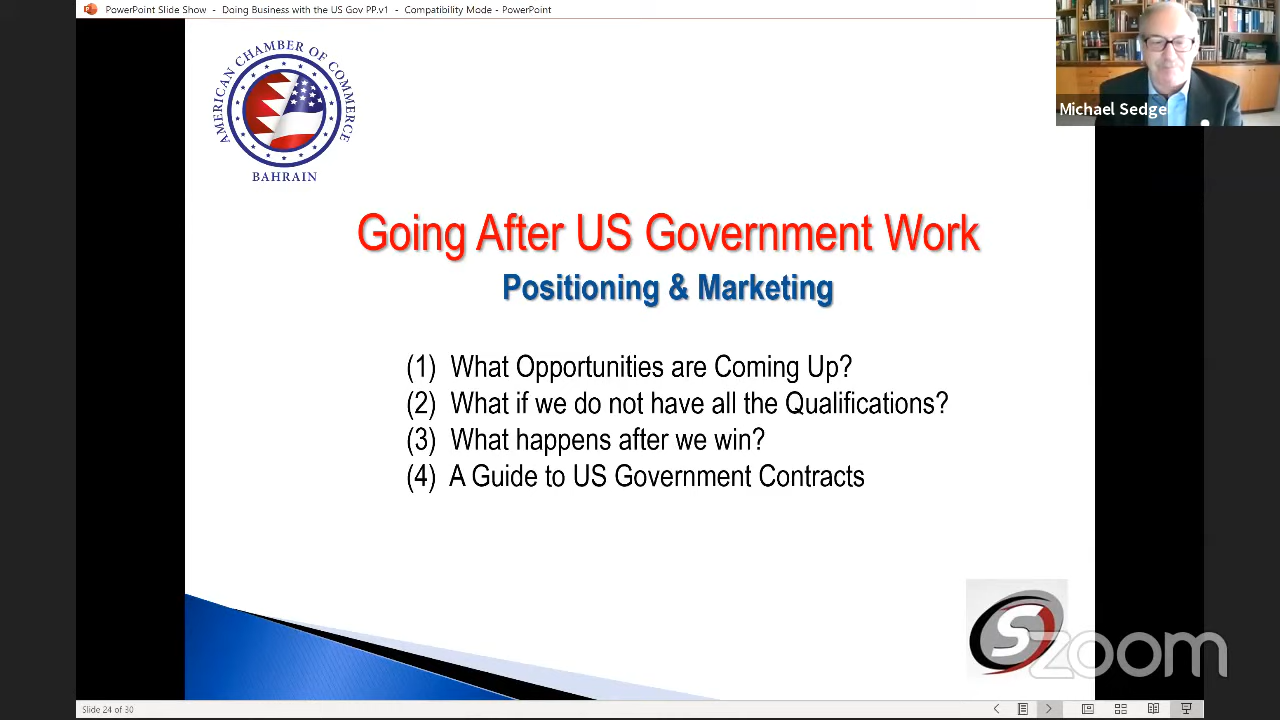 PowerPoint Slide Show - Doing Business with the US Gov PP.v1 - Compatibility Mode - PowerPoint
Michael Sedge
AMERICAN CHAMBER OF COMMERCE
BAHRAIN
Going After US Government Work
Positioning & Marketing
(1) What Opportunities are Coming Up?
(2) What if we do not have all the Qualifications?
(3) What happens after we win?
(4) A Guide to US Government Contracts
S
zoom
Slide 24 of 30